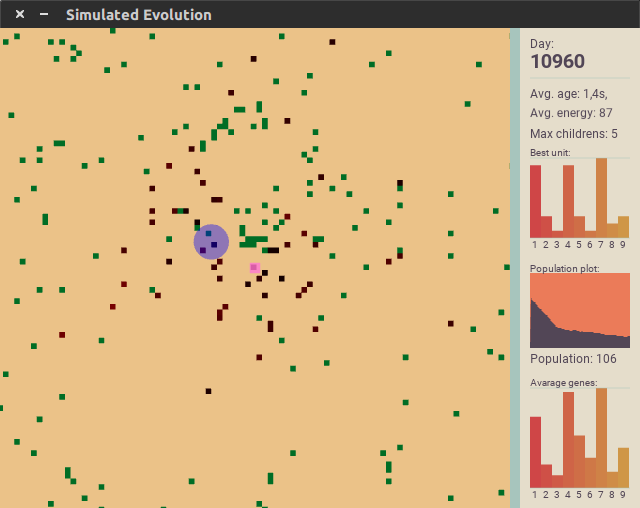 Simulated Evolution
Day:
10960
Avg. age: 1,4s,
Avg. energy: 87
Max childrens: 5
Best unit:
1 2 3 4 5 6 7 8 9
Population plot:
Population: 106
Avarage genes:
1 2 3 4 5 6 7 8 9